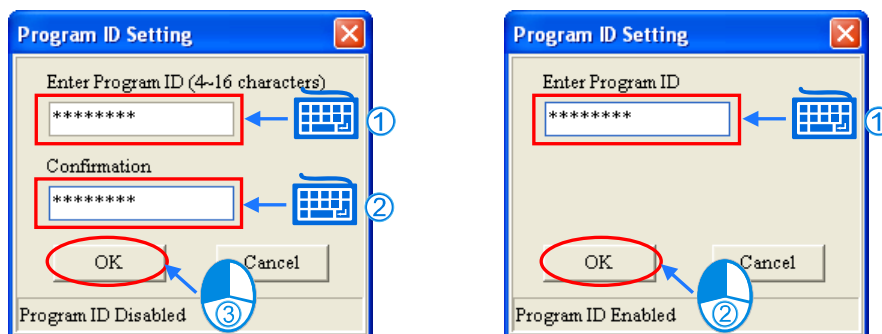 Program ID Setting
Enter Program ID (4~16 characters)
********
1
Confirmation
********
2
OK
Cancel
3
Program ID Disabled
Program ID Setting
Enter Program ID
********
1
OK
Cancel
2
Program ID Enabled